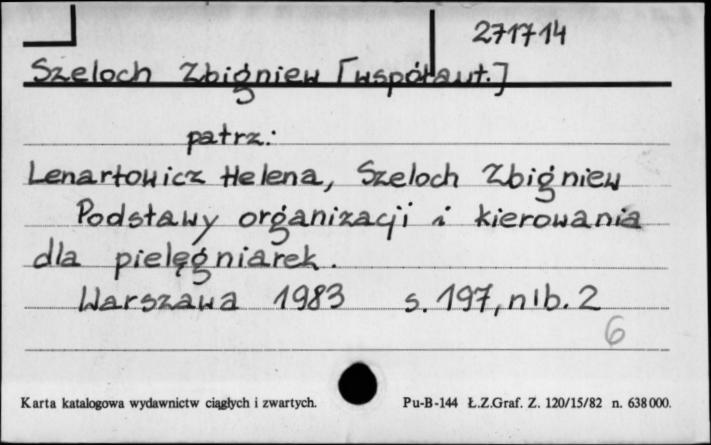 271714
Szeloch Zbigniew [współaut.]
patrz:
Lenartowicz Helena, Szeloch Zbigniew
Podstawy organizacji i kierowania
dla pielęgniarek.
Warszawa 1983 s. 197, nlb. 2
6
Karta katalogowa wydawnictw ciągłych i zwartych. Pu-B-144 Ł.Z.Graf. Z. 120/15/82 n. 638000.